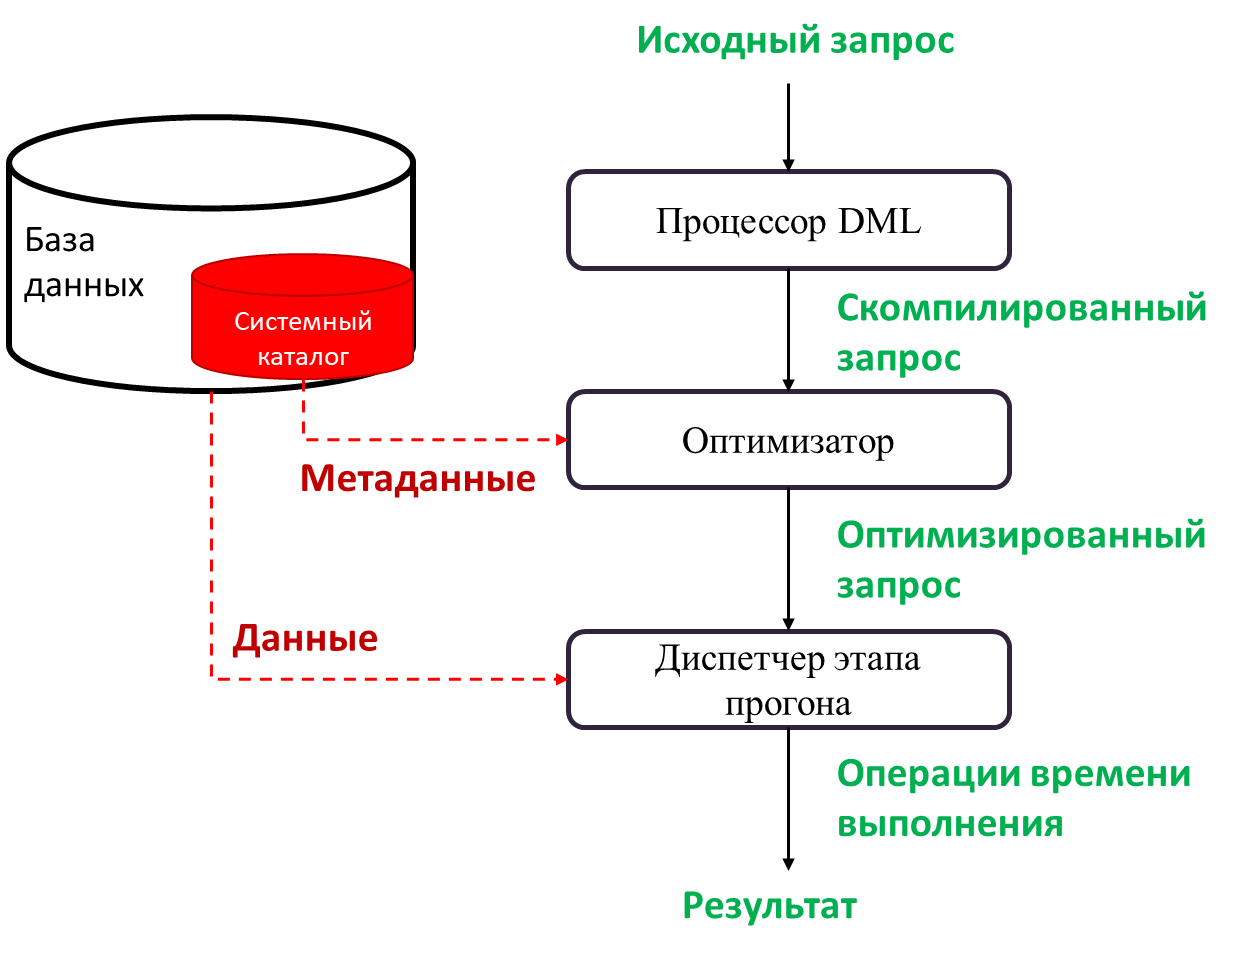 Исходный запрос
База
данных
Системный
каталог
Процессор DML
Скомпилированный
запрос
Оптимизатор
Метаданные
Оптимизированный
запрос
Данные
Диспетчер этапа
прогона
Операции времени
выполнения
Результат